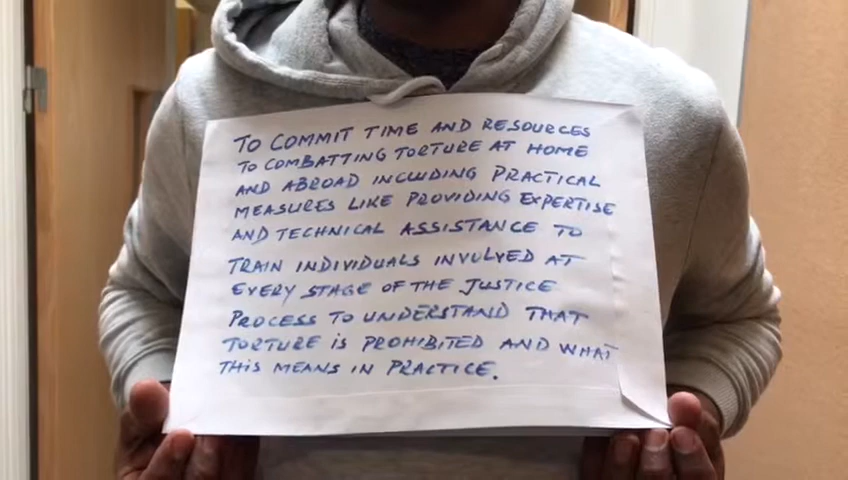 TO COMMIT TIME AND RESOURCES
TO COMBATTING TORTURE AT HOME
AND ABROAD INCLUDING PRACTICAL
MEASURES LIKE PROVIDING EXPERTISE
AND TECHNICAL ASSISTANCE TO
TRAIN INDIVIDUALS INVOLVED AT
EVERY STAGE OF THE JUSTICE
PROCESS TO UNDERSTAND THAT
TORTURE IS PROHIBITED AND WHAT
THIS MEANS IN PRACTICE.